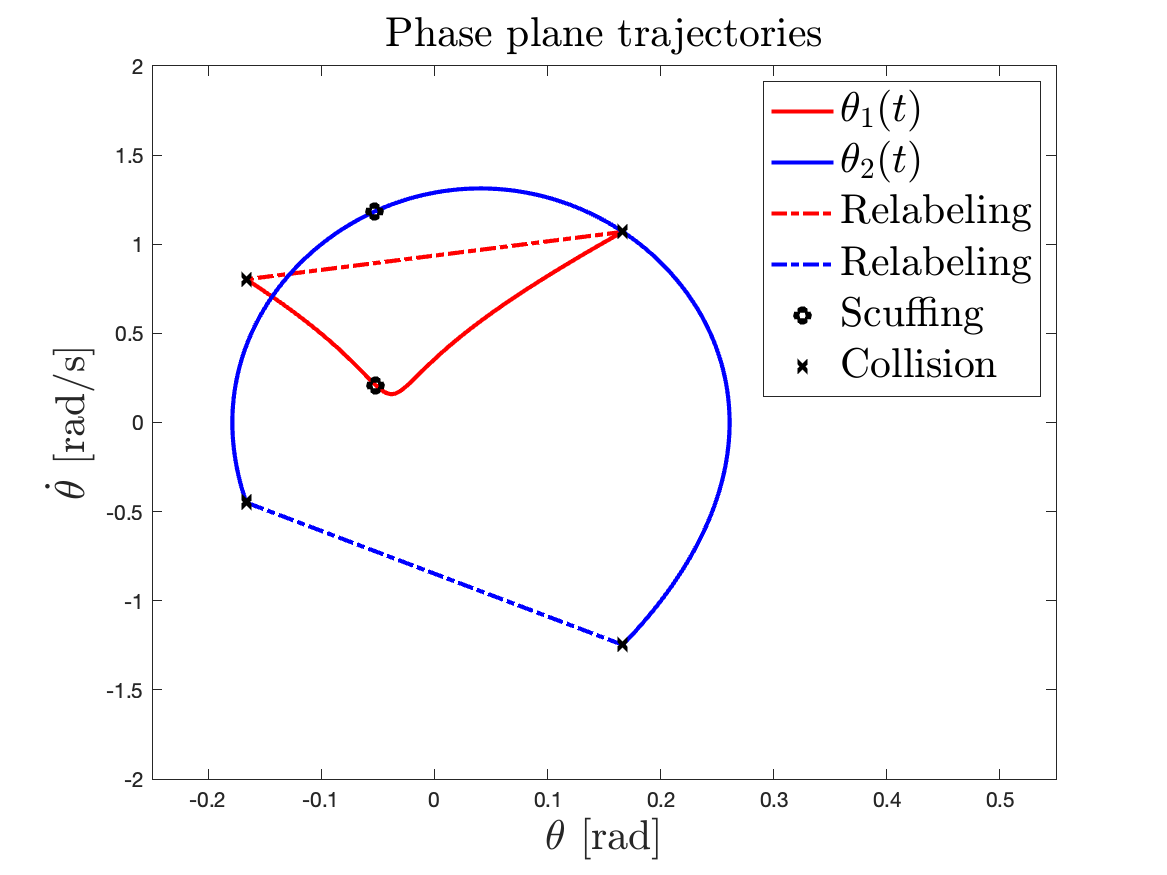 Phase plane trajectories
2
1.5
1
0.5
0
-0.5
-1
-1.5
-2
θ̇ [rad/s]
θ₁(t)
θ₂(t)
Relabeling
Relabeling
Scuffing
Collision
-0.2 -0.1 0 0.1 0.2 0.3 0.4 0.5
θ [rad]